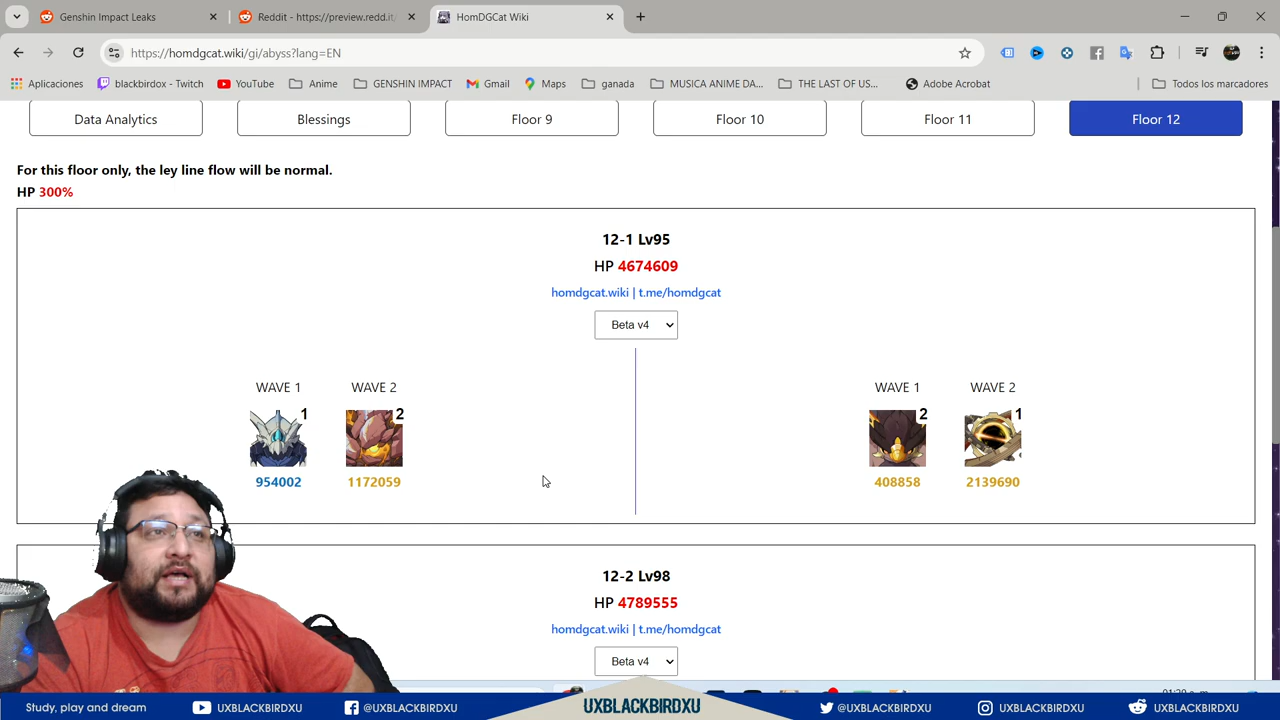 Genshin Impact Leaks
Reddit - https://preview.redd.it/
HomDGCat Wiki
https://homdgcat.wiki/gi/abyss?lang=EN
Aplicaciones
blackbirdox - Twitch
YouTube
Anime
GENSHIN IMPACT
Gmail
Maps
ganada
MUSICA ANIME DA...
THE LAST OF US...
Adobe Acrobat
Todos los marcadores
Data Analytics
Blessings
Floor 9
Floor 10
Floor 11
Floor 12
For this floor only, the ley line flow will be normal.
HP 300%
12-1 Lv95
HP 4674609
homdgcat.wiki | t.me/homdgcat
Beta v4
WAVE 1 WAVE 2
1 2
954002 1172059
WAVE 1 WAVE 2
2 1
408858 2139690
12-2 Lv98
HP 4789555
homdgcat.wiki | t.me/homdgcat
Beta v4
Study, play and dream
UXBLACKBIRDXU
@UXBLACKBIRDXU
UXBLACKBIRDXU
@UXBLACKBIRDXU
UXBLACKBIRDXU
UXBLACKBIRDXU